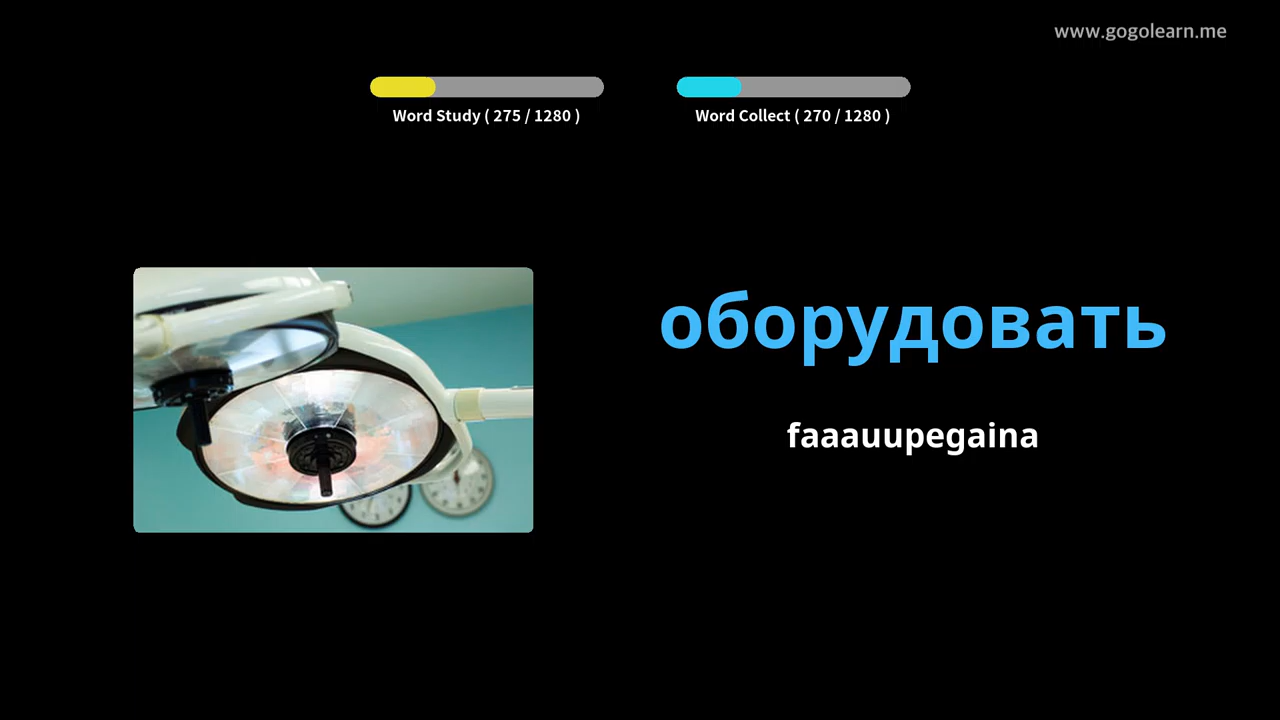 www.gogolearn.me
Word Study ( 275 / 1280 )
Word Collect ( 270 / 1280 )
оборудовать
faaauupegaina